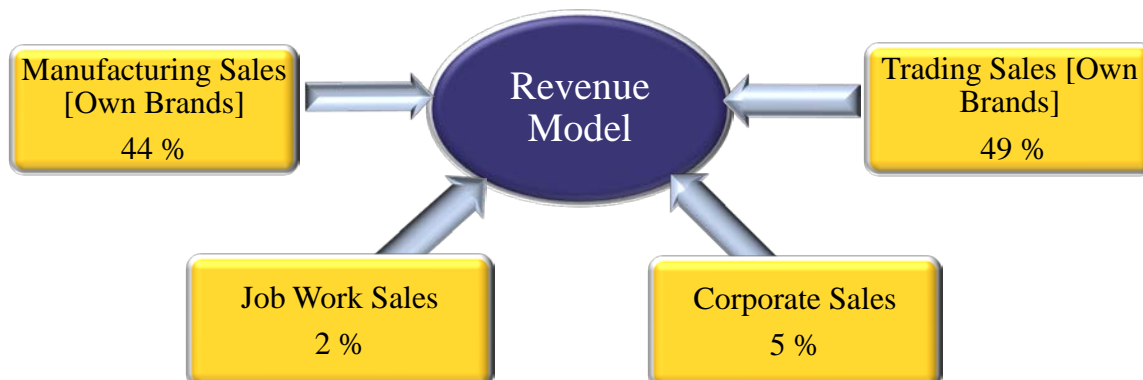 Manufacturing Sales
[Own Brands]
44 %
Revenue
Model
Trading Sales [Own
Brands]
49 %
Job Work Sales
2 %
Corporate Sales
5 %